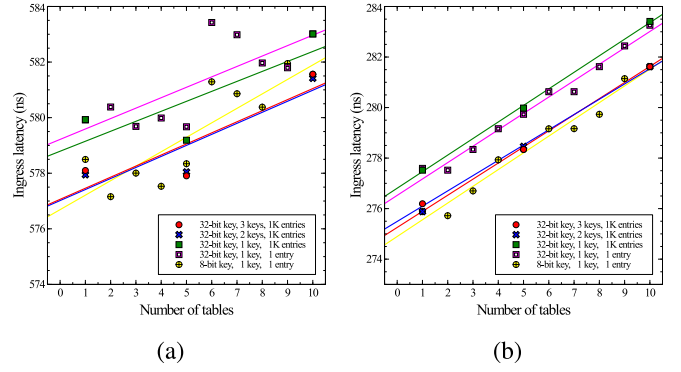 584
582
580
578
576
574
Ingress latency (ns)
0 1 2 3 4 5 6 7 8 9 10
Number of tables
32-bit key, 3 keys, 1K entries
32-bit key, 2 keys, 1K entries
32-bit key, 1 key, 1K entries
32-bit key, 1 key, 1 entry
8-bit key, 1 key, 1 entry
(a)
284
282
280
278
276
274
Ingress latency (ns)
0 1 2 3 4 5 6 7 8 9 10
Number of tables
32-bit key, 3 keys, 1K entries
32-bit key, 2 keys, 1K entries
32-bit key, 1 key, 1K entries
32-bit key, 1 key, 1 entry
8-bit key, 1 key, 1 entry
(b)